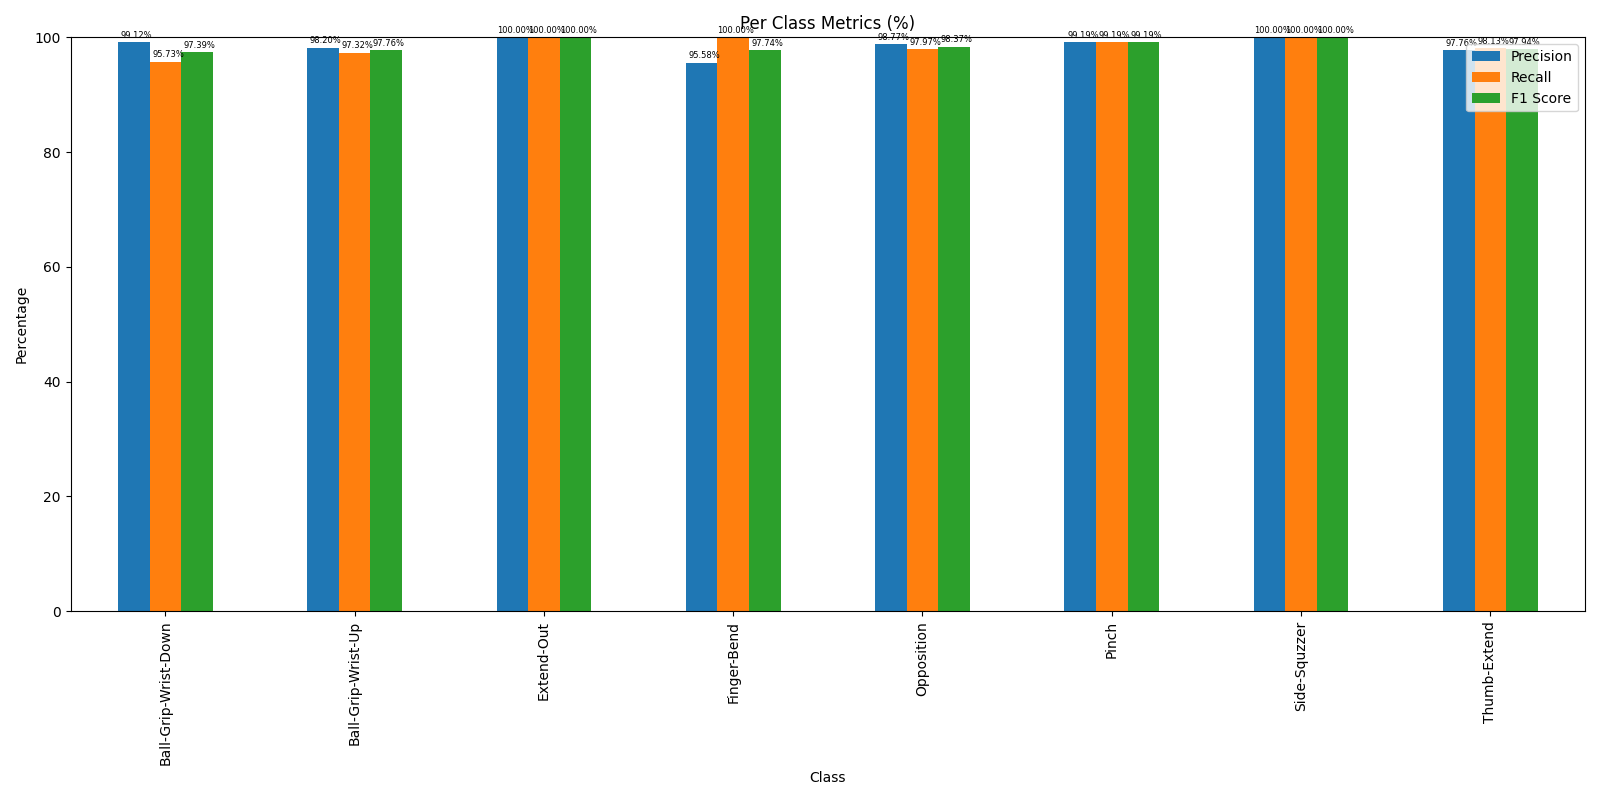 Per Class Metrics (%)
99.12% 95.73% 97.39% 98.20% 97.32% 97.76% 100.00% 100.00% 100.00% 95.58% 100.00% 97.74% 98.77% 97.97% 98.37% 99.19% 99.19% 99.19% 100.00% 100.00% 100.00% 97.76% 98.13% 97.94%
Precision
Recall
F1 Score
100
80
60
40
20
0
Percentage
Ball-Grip-Wrist-Down
Ball-Grip-Wrist-Up
Extend-Out
Finger-Bend
Opposition
Pinch
Side-Squzzer
Thumb-Extend
Class